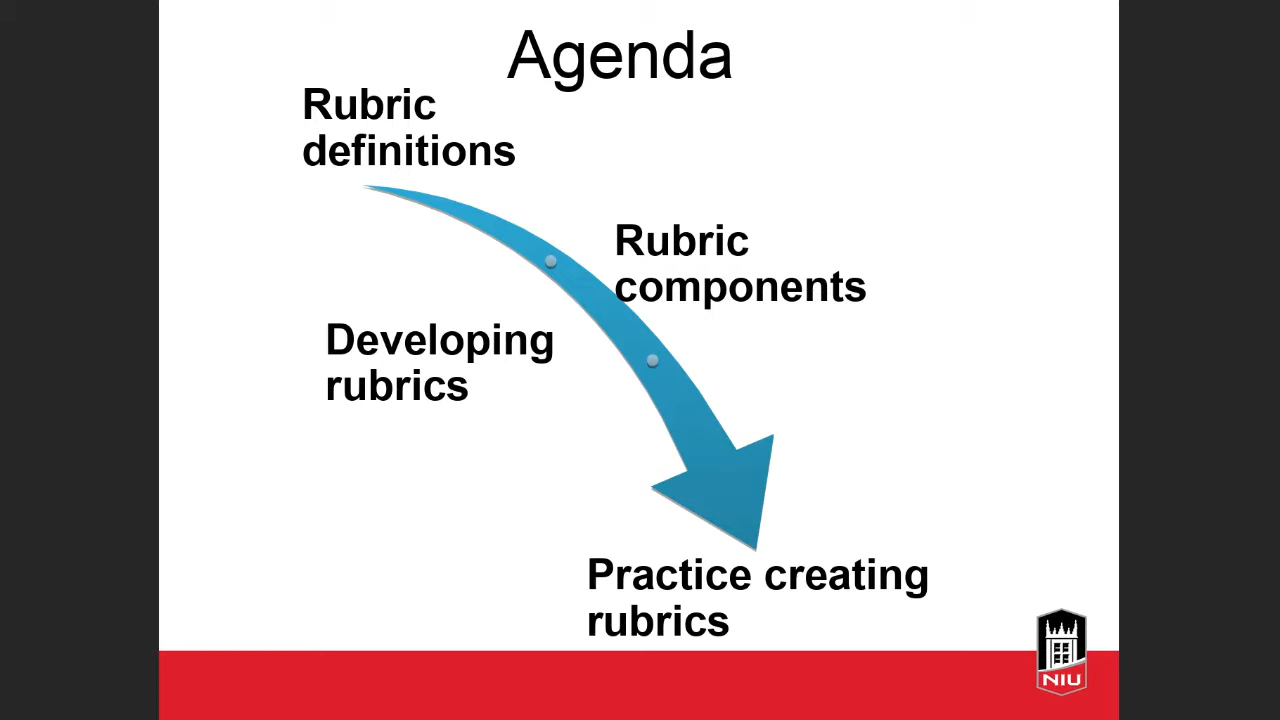 Agenda
Rubric
definitions
Rubric
components
Developing
rubrics
Practice creating
rubrics
NIU